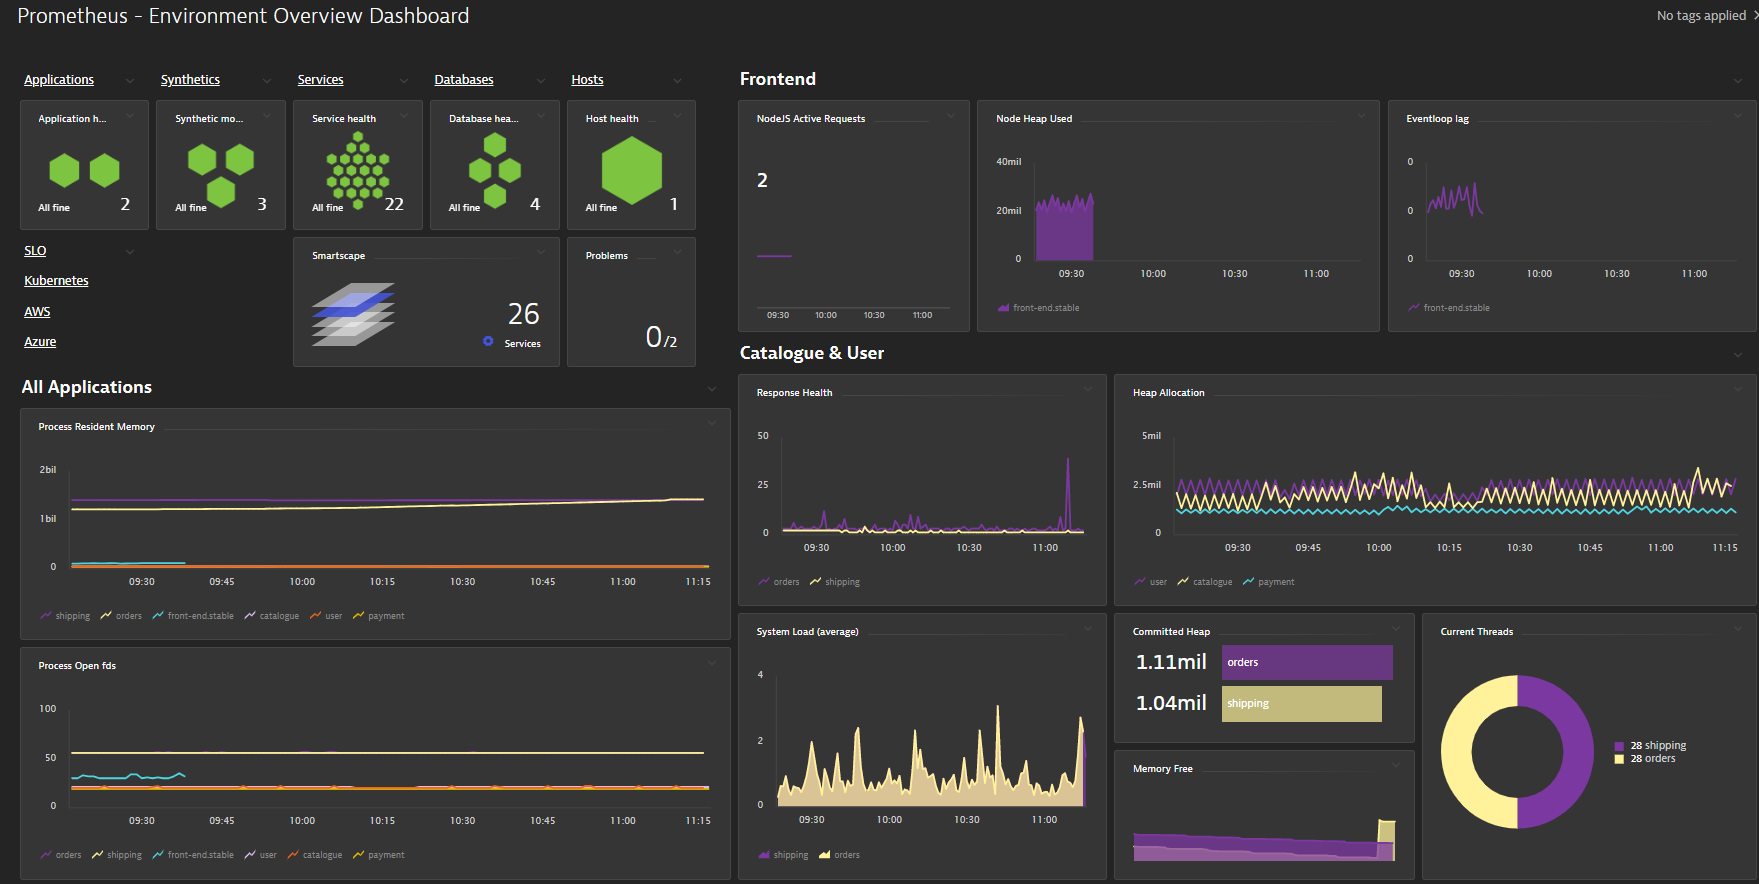 Prometheus - Environment Overview Dashboard
No tags applied
Applications
Synthetics
Services
Databases
Hosts
Application h...
All fine
2
Synthetic mo...
All fine
3
Service health
All fine
22
Database hea...
All fine
4
Host health
All fine
1
SLO
Kubernetes
AWS
Azure
Smartscape
26
Services
Problems
0/2
Frontend
NodeJS Active Requests
2
09:30 10:00 10:30 11:00
Node Heap Used
40mil
20mil
0
09:30 10:00 10:30 11:00
front-end.stable
Eventloop lag
0
0
0
09:30 10:00 10:30 11:00
front-end.stable
All Applications
Process Resident Memory
2bil
1bil
0
09:30 09:45 10:00 10:15 10:30 10:45 11:00 11:15
shipping orders front-end.stable catalogue user payment
Process Open fds
100
50
0
09:30 09:45 10:00 10:15 10:30 10:45 11:00 11:15
orders shipping front-end.stable user catalogue payment
Catalogue & User
Response Health
50
25
0
09:30 10:00 10:30 11:00
orders shipping
Heap Allocation
5mil
2.5mil
0
09:30 09:45 10:00 10:15 10:30 10:45 11:00 11:15
user catalogue payment
System Load (average)
4
2
0
09:30 10:00 10:30 11:00
shipping orders
Committed Heap
1.11mil orders
1.04mil shipping
Memory Free
Current Threads
28 shipping
28 orders